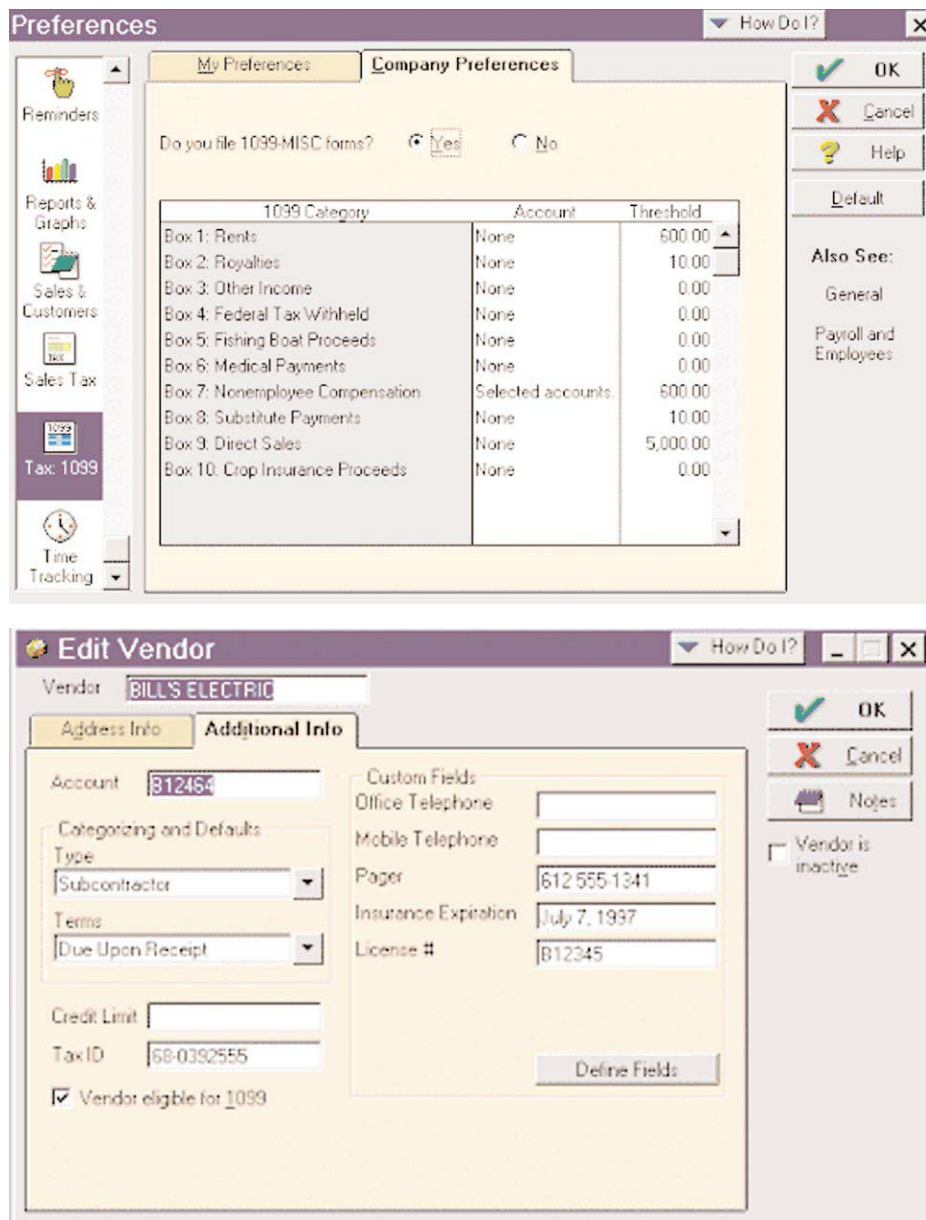 Preferences
How Do I?
My Preferences
Company Preferences
Reminders
Reports &
Graphs
Sales &
Customers
TAX
Sales Tax
1099
Tax: 1099
Time
Tracking
Do you file 1099-MISC forms? Yes No
1099 Category Account Threshold
Box 1: Rents None 600.00
Box 2: Royalties None 10.00
Box 3: Other Income None 0.00
Box 4: Federal Tax Withheld None 0.00
Box 5: Fishing Boat Proceeds None 0.00
Box 6: Medical Payments None 0.00
Box 7: Nonemployee Compensation Selected accounts. 600.00
Box 8: Substitute Payments None 10.00
Box 9: Direct Sales None 5,000.00
Box 10: Crop Insurance Proceeds None 0.00
OK
Cancel
Help
Default
Also See:
General
Payroll and
Employees
Edit Vendor
How Do I?
Vendor BILL'S ELECTRIC
Address Info
Additional Info
Account B12464
Categorizing and Defaults
Type
Subcontractor
Terms
Due Upon Receipt
Credit Limit
Tax ID 68-0392555
Vendor eligible for 1099
Custom Fields
Office Telephone
Mobile Telephone
Pager 612 555-1341
Insurance Expiration July 7, 1997
License # B12345
Define Fields
OK
Cancel
Notes
Vendor is
inactive